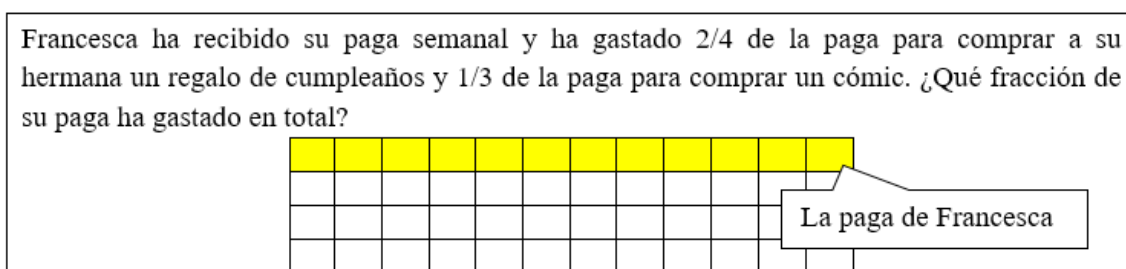 Francesca ha recibido su paga semanal y ha gastado 2/4 de la paga para comprar a su
hermana un regalo de cumpleaños y 1/3 de la paga para comprar un cómic. ¿Qué fracción de
su paga ha gastado en total?
La paga de Francesca